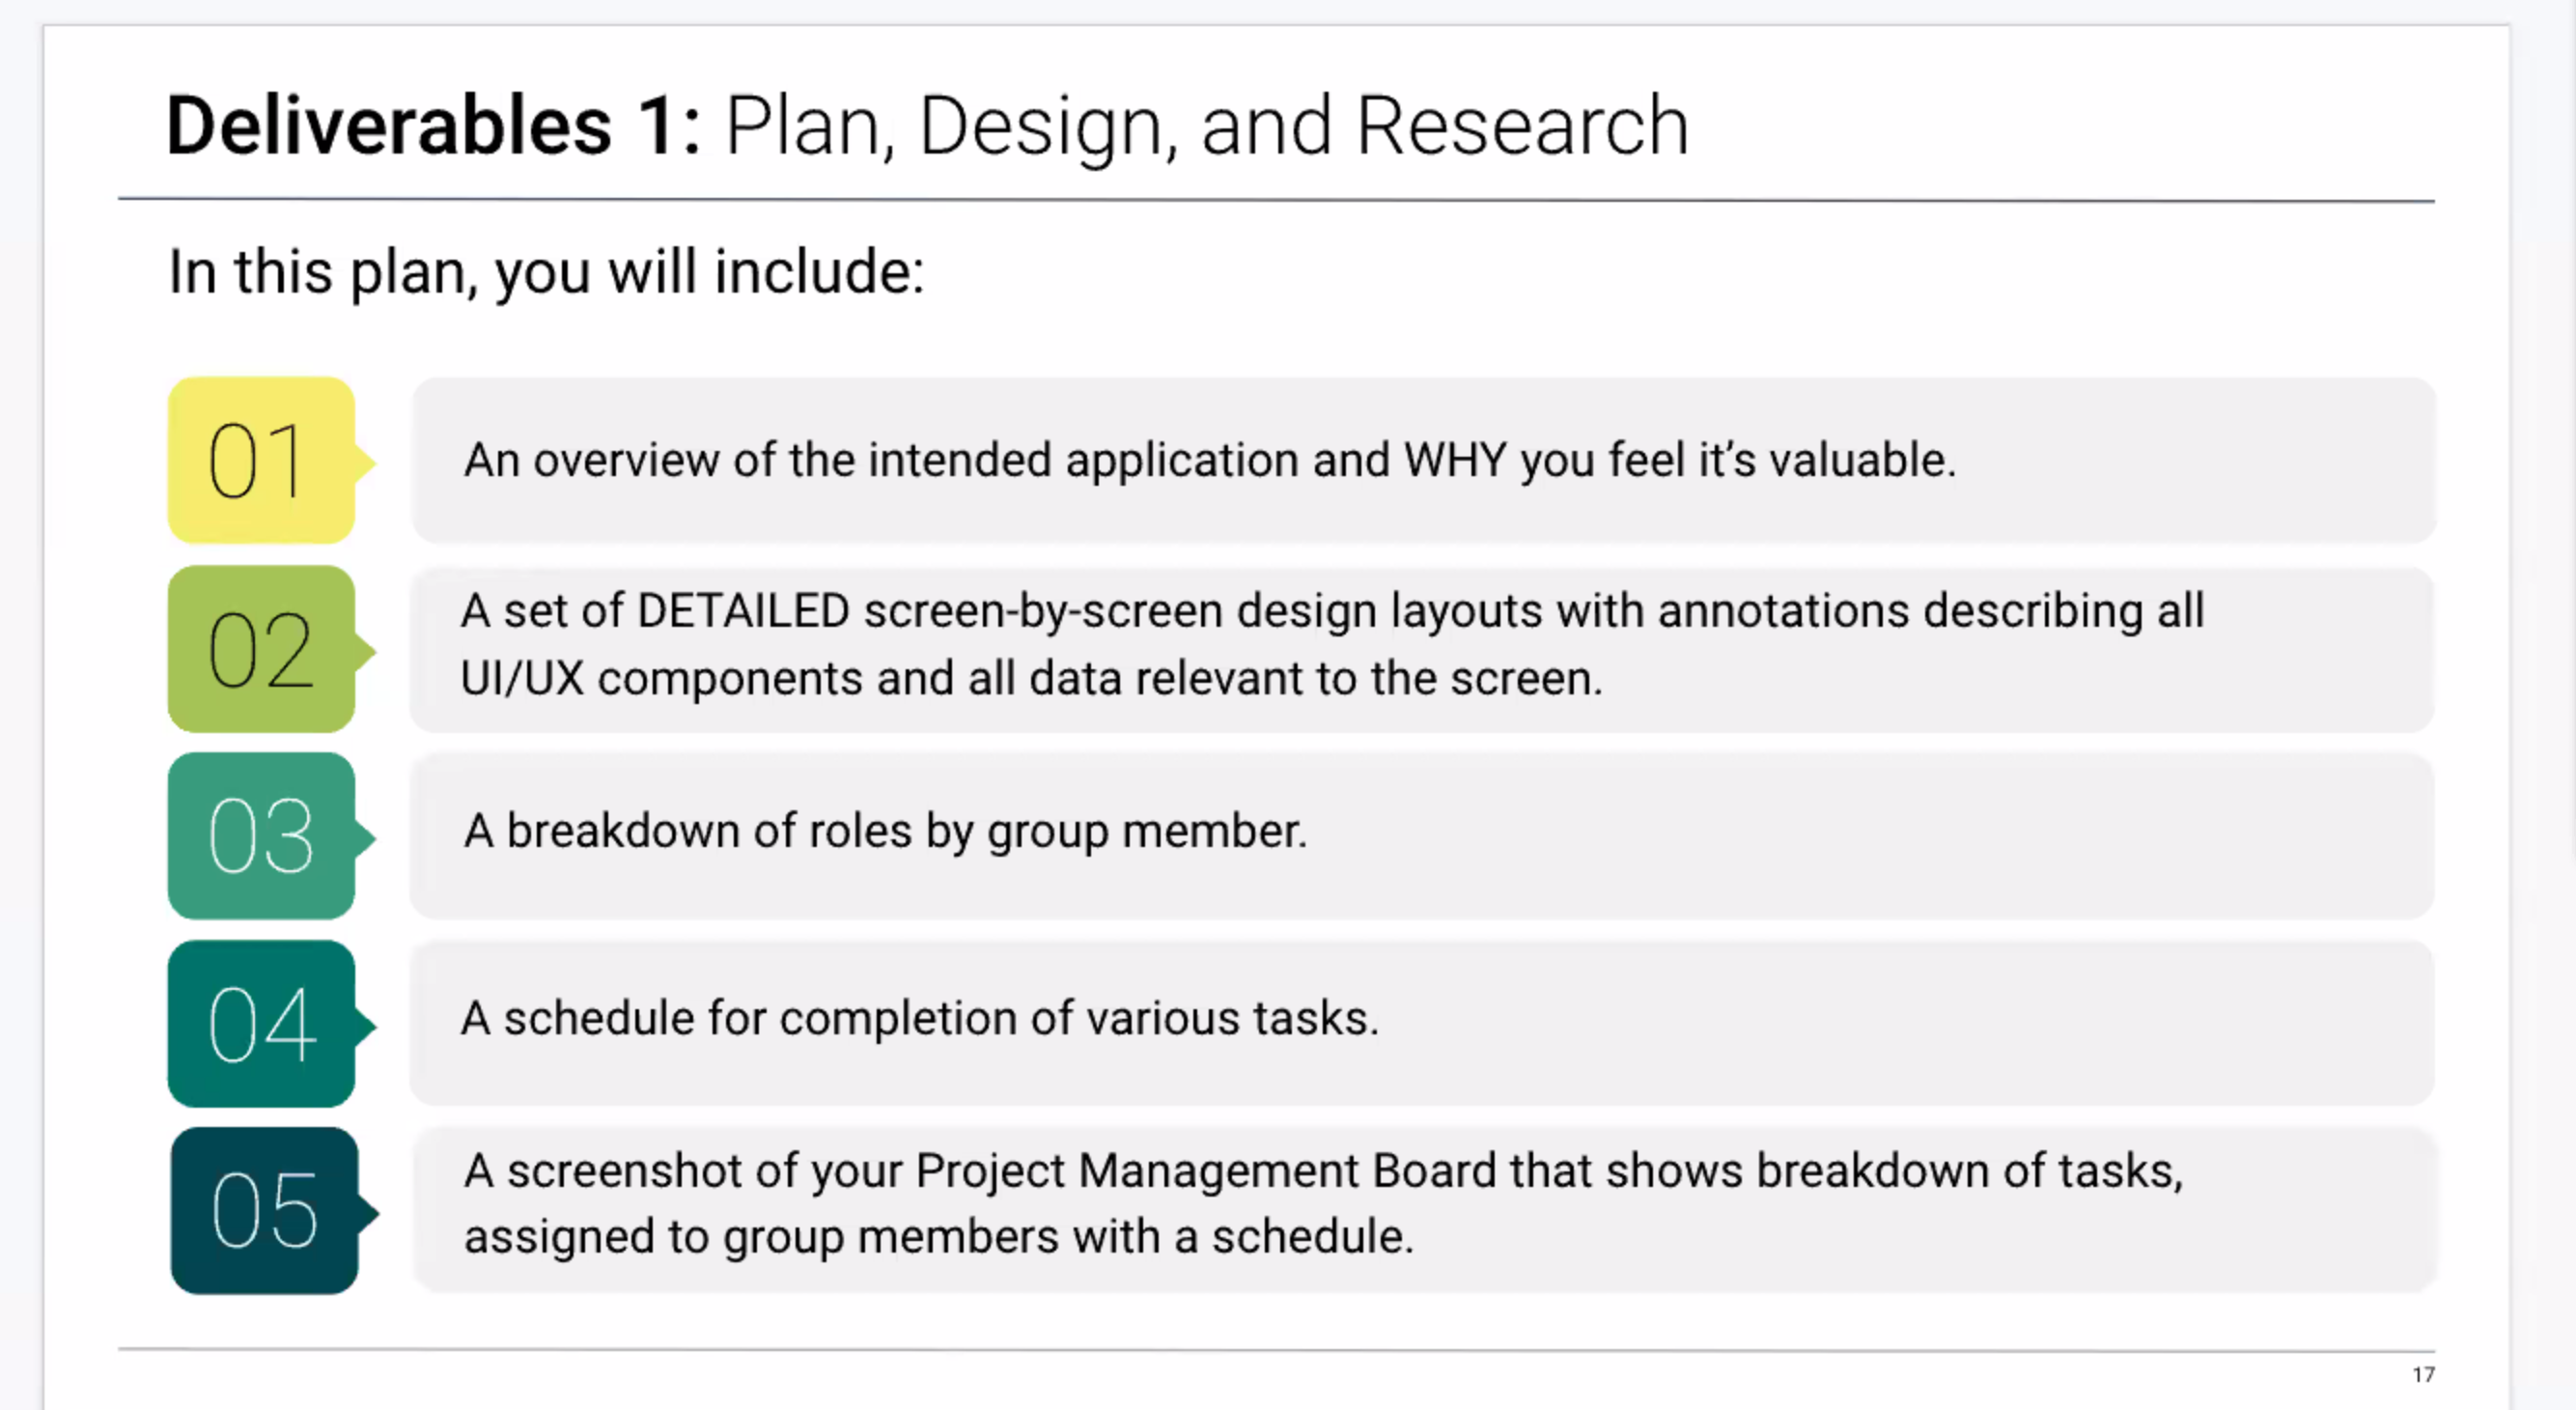 Deliverables 1: Plan, Design, and Research
In this plan, you will include:
01
An overview of the intended application and WHY you feel it’s valuable.
02
A set of DETAILED screen-by-screen design layouts with annotations describing all
UI/UX components and all data relevant to the screen.
03
A breakdown of roles by group member.
04
A schedule for completion of various tasks.
05
A screenshot of your Project Management Board that shows breakdown of tasks,
assigned to group members with a schedule.
17